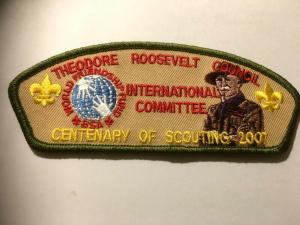 THEODORE ROOSEVELT COUNCIL
WORLD FRIENDSHIP FUND
BSA
INTERNATIONAL
COMMITTEE
CENTENARY OF SCOUTING-2007